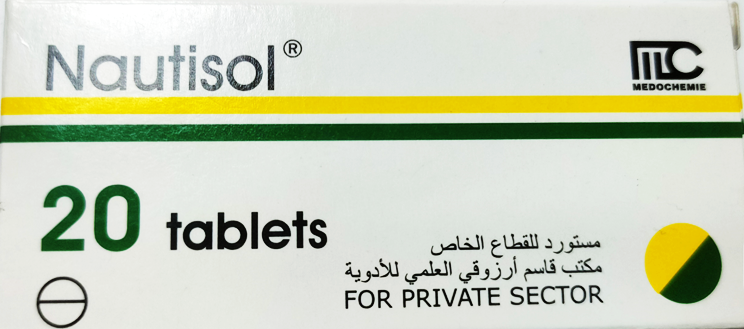 Nautisol®
MC
MEDOCHEMIE
20 tablets
مستورد للقطاع الخاص
مكتب قاسم أرزوقي العلمي للأدوية
FOR PRIVATE SECTOR